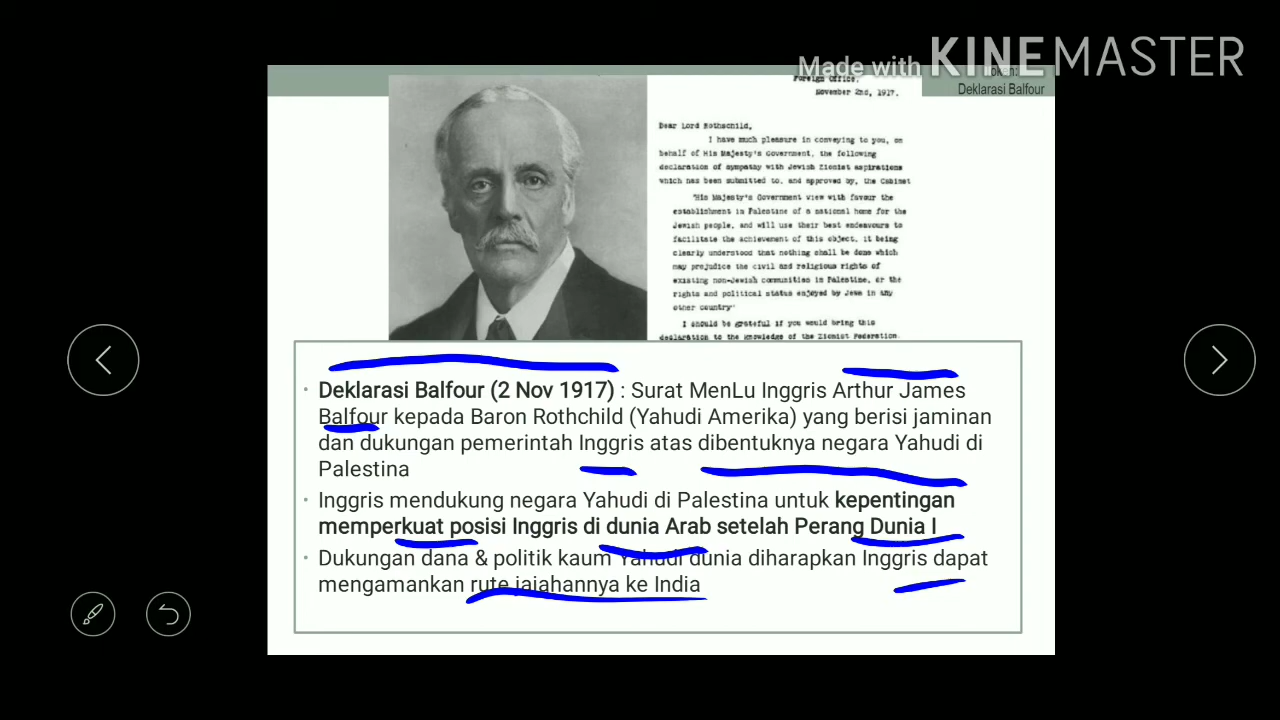 Made with KINEMASTER
Deklarasi Balfour
Foreign Office,
November 2nd, 1917.
Dear Lord Rothschild,
I have much pleasure in conveying to you, on
behalf of His Majesty's Government, the following
declaration of sympathy with Jewish Zionist aspirations
which has been submitted to, and approved by, the Cabinet
"His Majesty's Government view with favour the
establishment in Palestine of a national home for the
Jewish people, and will use their best endeavours to
facilitate the achievement of this object, it being
clearly understood that nothing shall be done which
may prejudice the civil and religious rights of
existing non-Jewish communities in Palestine, or the
rights and political status enjoyed by Jews in any
other country"
I should be grateful if you would bring this
declaration to the knowledge of the Zionist Federation.
• Deklarasi Balfour (2 Nov 1917) : Surat MenLu Inggris Arthur James
Balfour kepada Baron Rothchild (Yahudi Amerika) yang berisi jaminan
dan dukungan pemerintah Inggris atas dibentuknya negara Yahudi di
Palestina
• Inggris mendukung negara Yahudi di Palestina untuk kepentingan
memperkuat posisi Inggris di dunia Arab setelah Perang Dunia I
• Dukungan dana & politik kaum Yahudi dunia diharapkan Inggris dapat
mengamankan rute jajahannya ke India